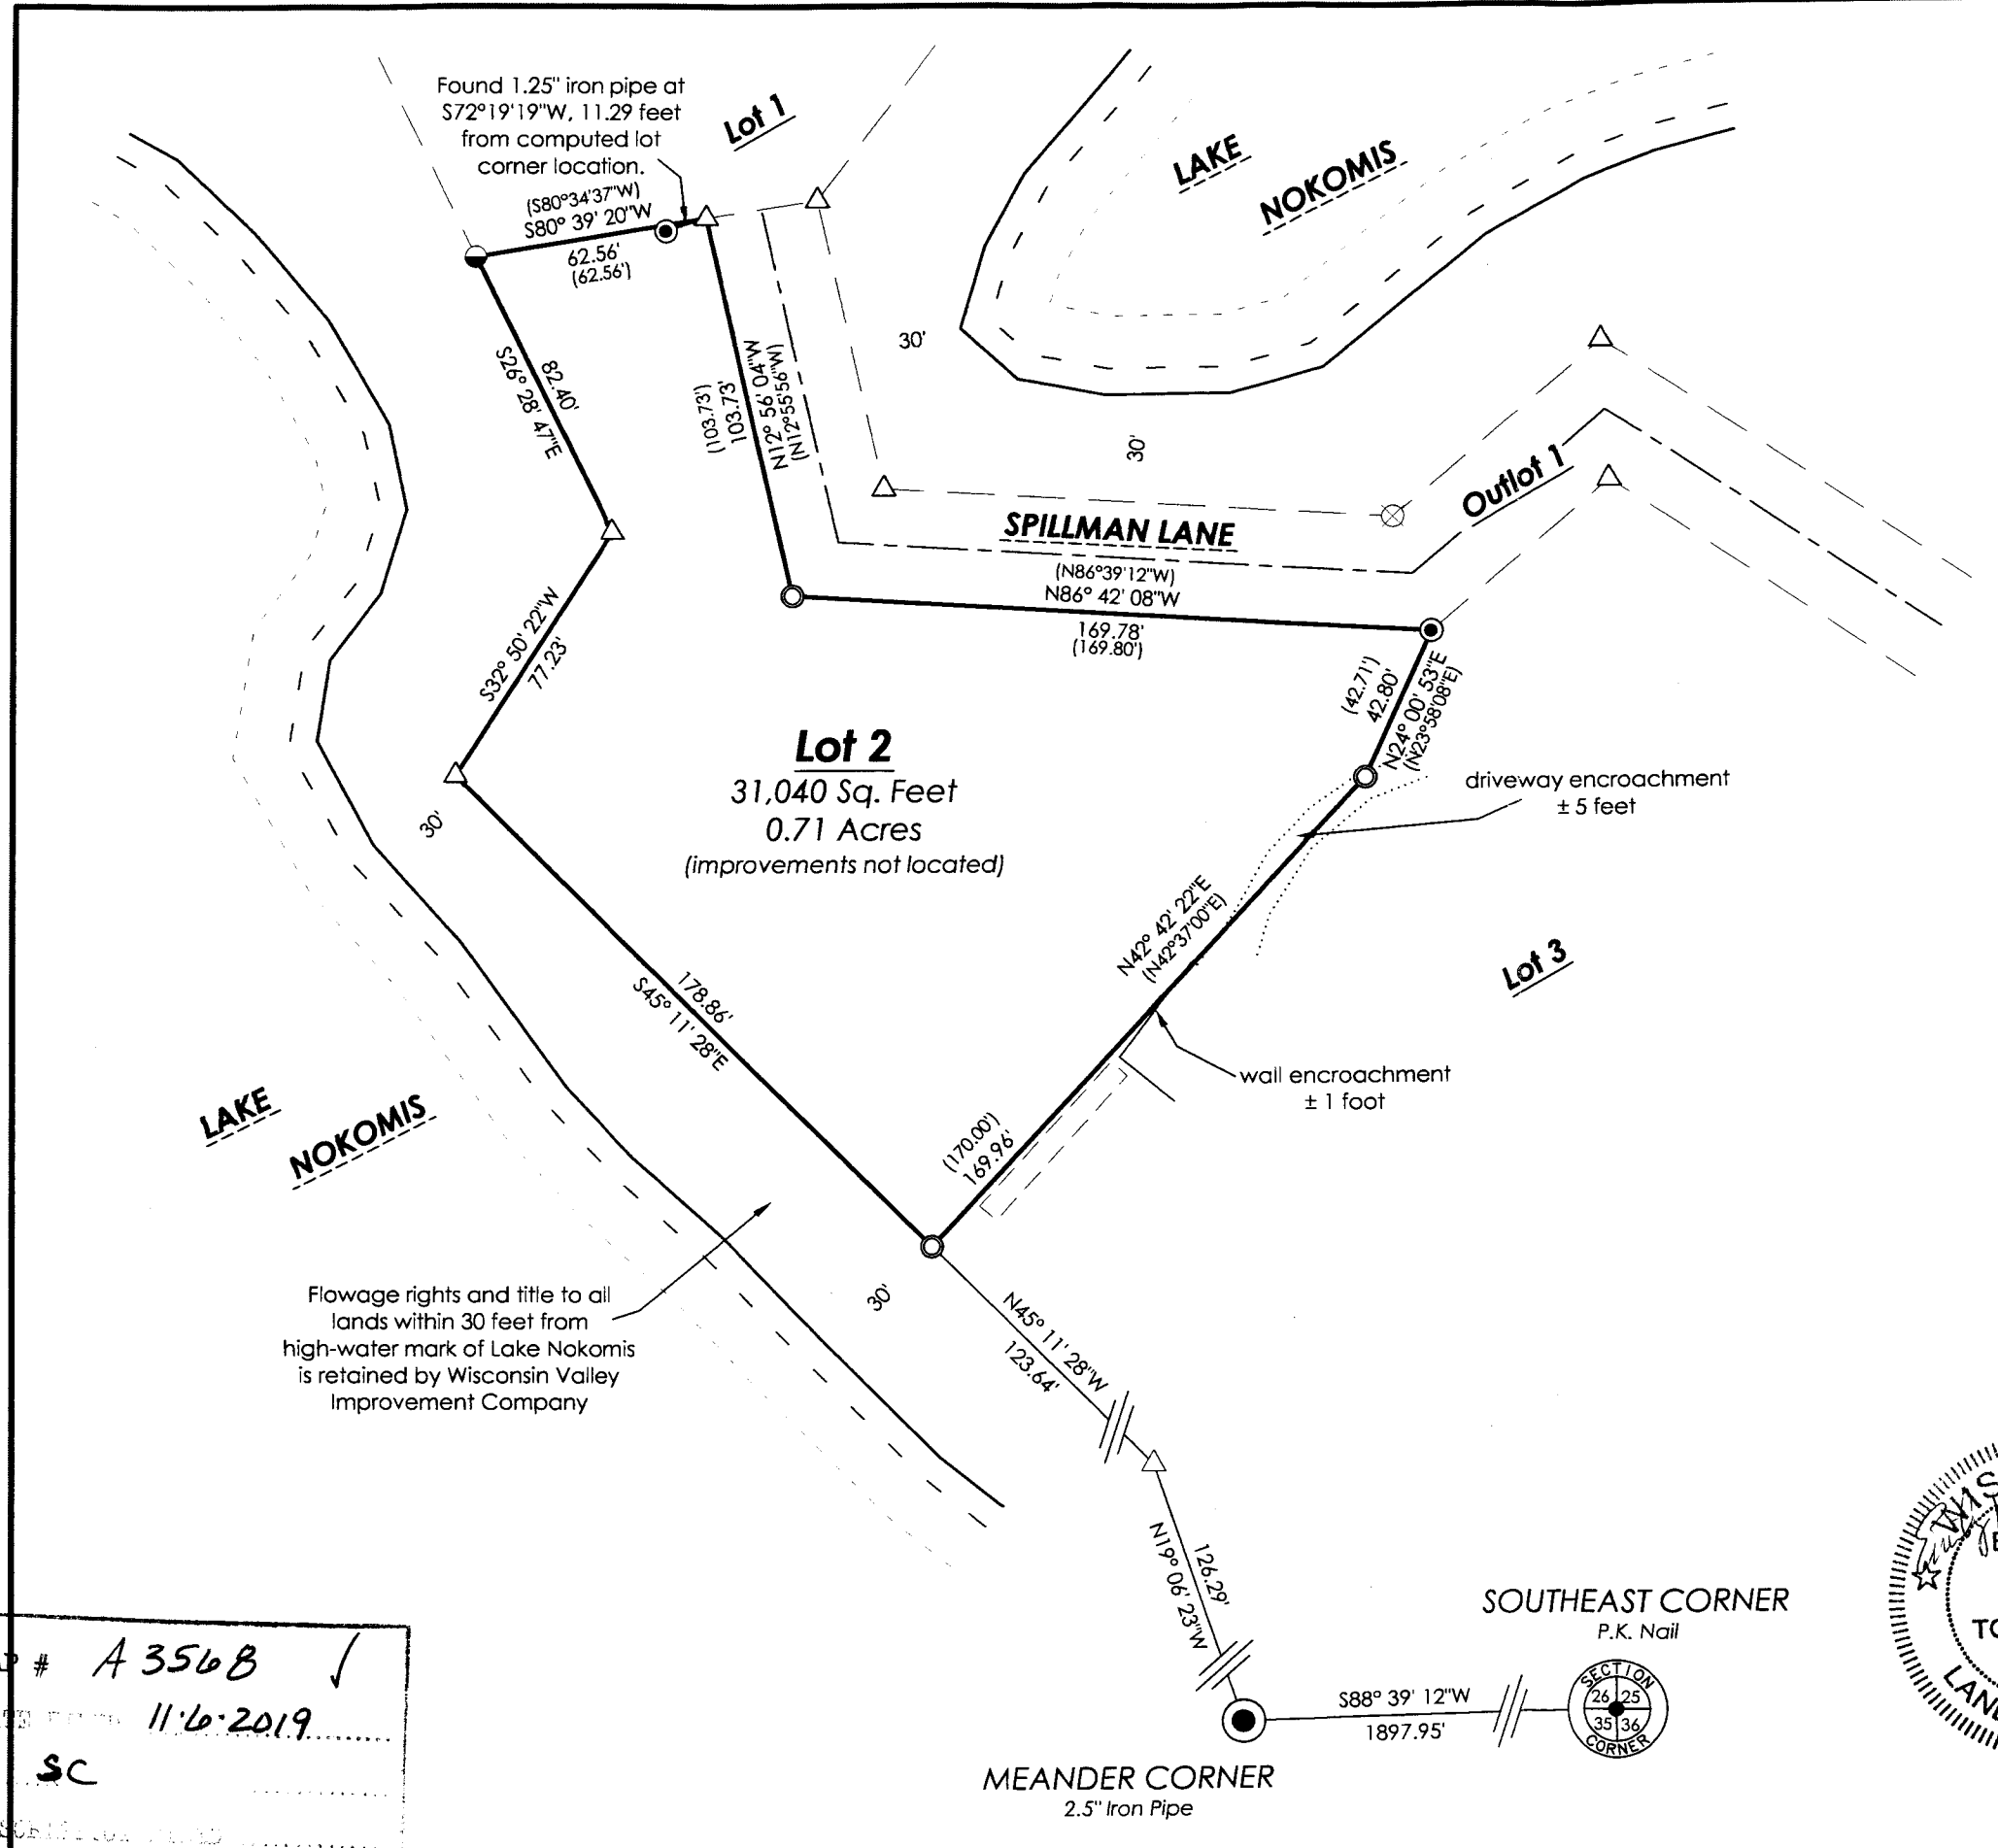 Found 1.25" iron pipe at
S72°19'19"W, 11.29 feet
from computed lot
corner location.
Lot 1
LAKE
NOKOMIS
(S80°34'37"W)
S80° 39' 20"W
62.56'
(62.56')
30'
82.40'
S26° 28' 47"E
(103.73')
103.73'
N12° 56' 04"W
(N12°55'56"W)
30'
Outlot 1
SPILLMAN LANE
(N86°39'12"W)
N86° 42' 08"W
169.78'
(169.80')
S32° 50' 22"W
77.23'
(42.71')
42.80'
N24° 00' 53"E
(N23°58'08"E)
Lot 2
31,040 Sq. Feet
0.71 Acres
(improvements not located)
driveway encroachment
± 5 feet
30'
N42° 42' 22"E
(N42°37'00"E)
Lot 3
178.86'
S45° 11' 28"E
wall encroachment
± 1 foot
LAKE
NOKOMIS
(170.00')
169.96'
Flowage rights and title to all
lands within 30 feet from
high-water mark of Lake Nokomis
is retained by Wisconsin Valley
Improvement Company
30'
N45° 11' 28"W
123.64'
126.29'
N19° 06' 23"W
SOUTHEAST CORNER
P.K. Nail
SECTION
26 25
35 36
CORNER
S88° 39' 12"W
1897.95'
MEANDER CORNER
2.5" Iron Pipe
# A 3568
11·6·2019
SC
WIS
TO
LAN